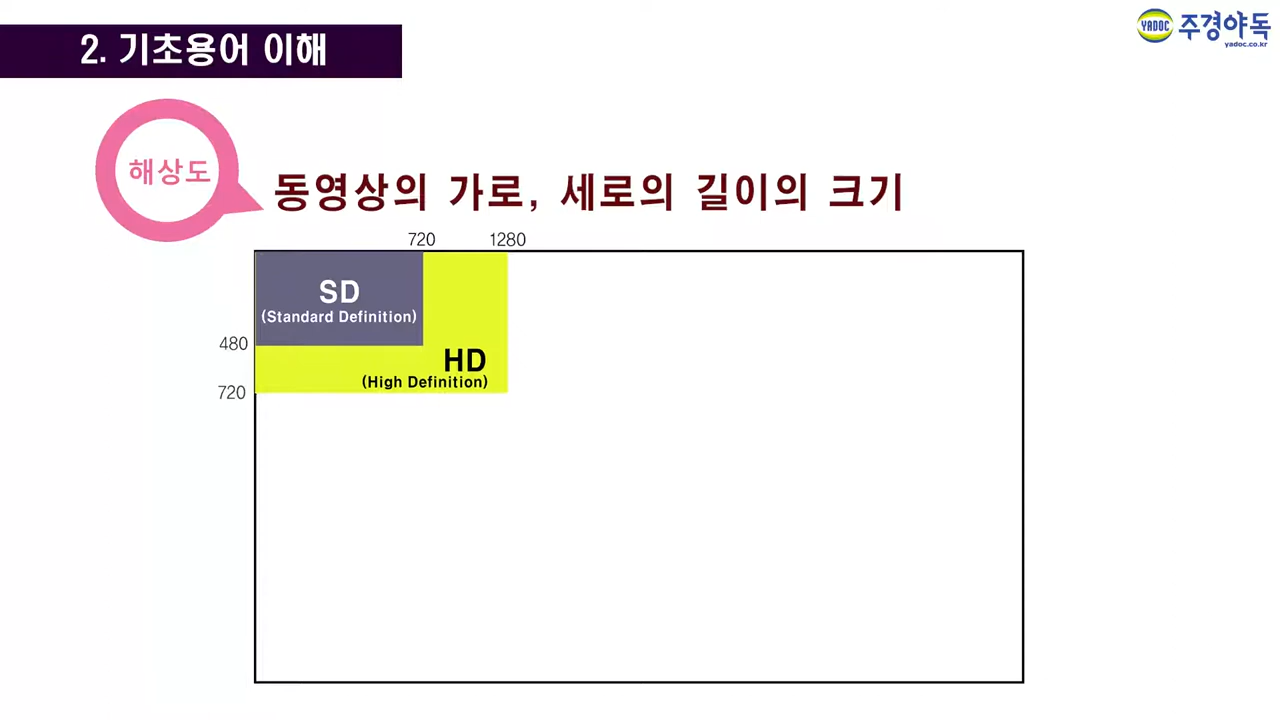 2. 기초용어 이해
YADOC 주경야독
yadoc.co.kr
해상도
동영상의 가로, 세로의 길이의 크기
720 1280
SD
(Standard Definition)
480
HD
(High Definition)
720